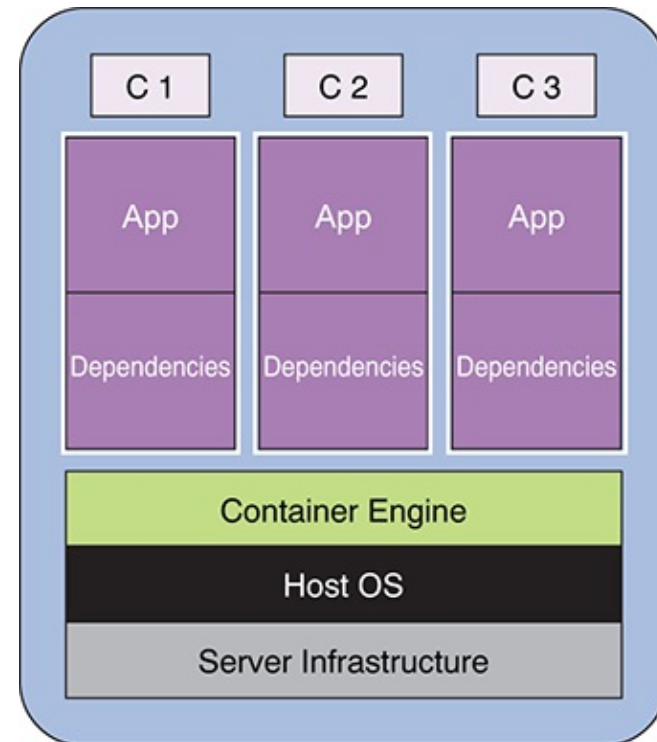 C 1 C 2 C 3
App App App
Dependencies Dependencies Dependencies
Container Engine
Host OS
Server Infrastructure